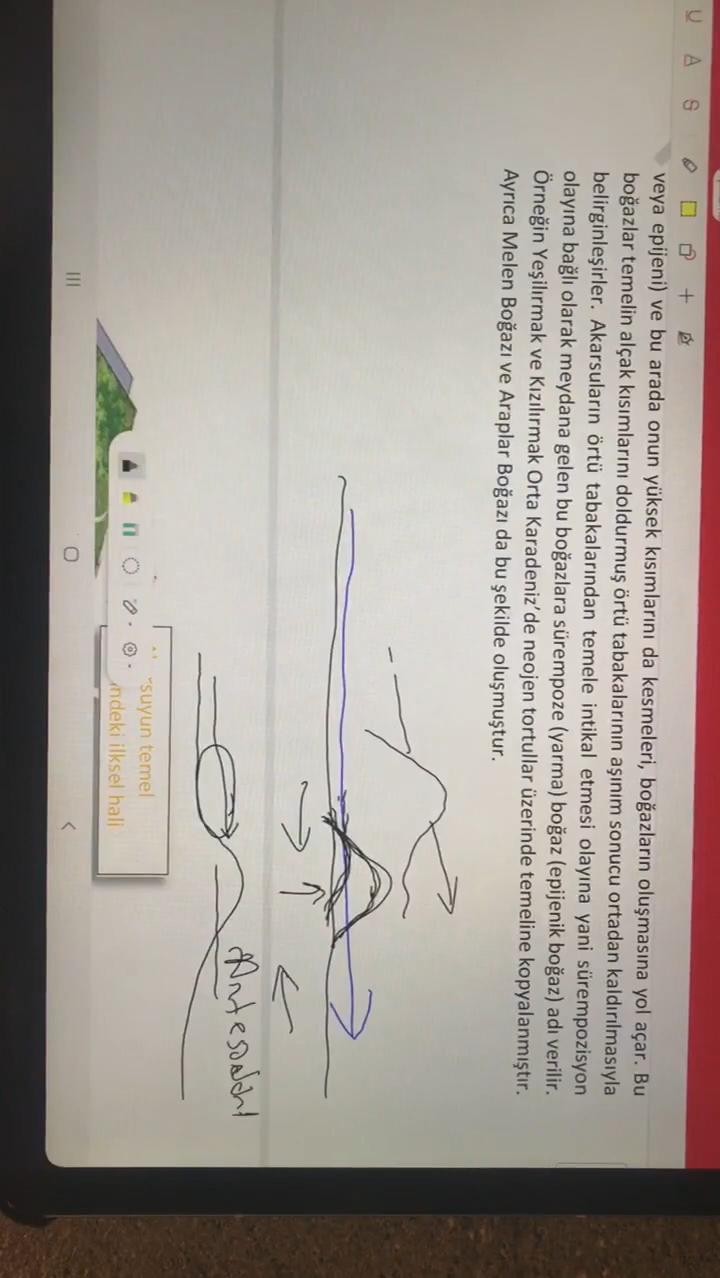 veya epijeni) ve bu arada onun yüksek kısımlarını da kesmeleri, boğazların oluşmasına yol açar. Bu
boğazlar temelin alçak kısımlarını doldurmuş örtü tabakalarının aşınım sonucu ortadan kaldırılmasıyla
belirginleşirler. Akarsuların örtü tabakalarından temele intikal etmesi olayına yani sürempozisyon
olayına bağlı olarak meydana gelen bu boğazlara sürempoze (yarma) boğaz (epijenik boğaz) adı verilir.
Örneğin Yeşilırmak ve Kızılırmak Orta Karadeniz’de neojen tortullar üzerinde temeline kopyalanmıştır.
Ayrıca Melen Boğazı ve Araplar Boğazı da bu şekilde oluşmuştur.
suyun temel
ndeki ilksel hali